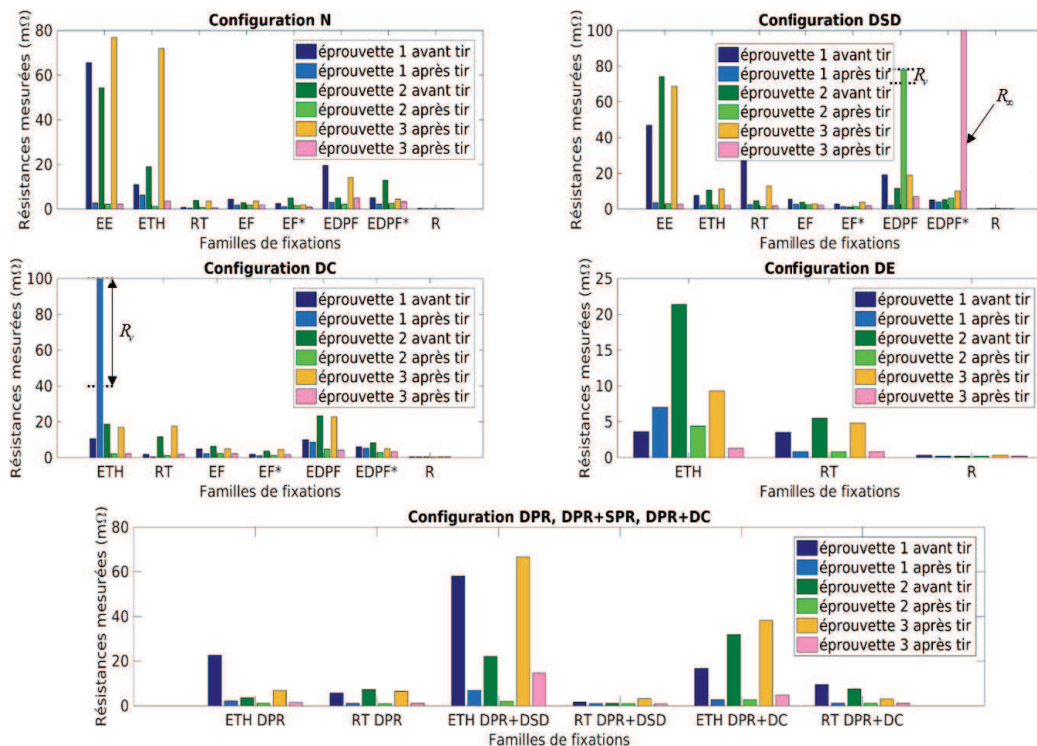 Configuration N
Résistances mesurées (mΩ)
80
60
40
20
0
éprouvette 1 avant tir
éprouvette 1 après tir
éprouvette 2 avant tir
éprouvette 2 après tir
éprouvette 3 avant tir
éprouvette 3 après tir
EE ETH RT EF EF* EDPF EDPF* R
Familles de fixations
Configuration DSD
Résistances mesurées (mΩ)
100
80
60
40
20
0
éprouvette 1 avant tir
éprouvette 1 après tir
éprouvette 2 avant tir
éprouvette 2 après tir
éprouvette 3 avant tir
éprouvette 3 après tir
Rv
R∞
EE ETH RT EF EF* EDPF EDPF* R
Familles de fixations
Configuration DC
Résistances mesurées (mΩ)
100
80
60
40
20
0
Rv
éprouvette 1 avant tir
éprouvette 1 après tir
éprouvette 2 avant tir
éprouvette 2 après tir
éprouvette 3 après tir
éprouvette 3 après tir
ETH RT EF EF* EDPF EDPF* R
Familles de fixations
Configuration DE
Résistances mesurées (mΩ)
25
20
15
10
5
0
éprouvette 1 avant tir
éprouvette 1 après tir
éprouvette 2 avant tir
éprouvette 2 après tir
éprouvette 3 avant tir
éprouvette 3 après tir
ETH RT R
Familles de fixations
Configuration DPR, DPR+SPR, DPR+DC
Résistances mesurées (mΩ)
80
60
40
20
0
éprouvette 1 avant tir
éprouvette 1 après tir
éprouvette 2 avant tir
éprouvette 2 après tir
éprouvette 3 avant tir
éprouvette 3 après tir
ETH DPR RT DPR ETH DPR+DSD RT DPR+DSD ETH DPR+DC RT DPR+DC
Familles de fixations